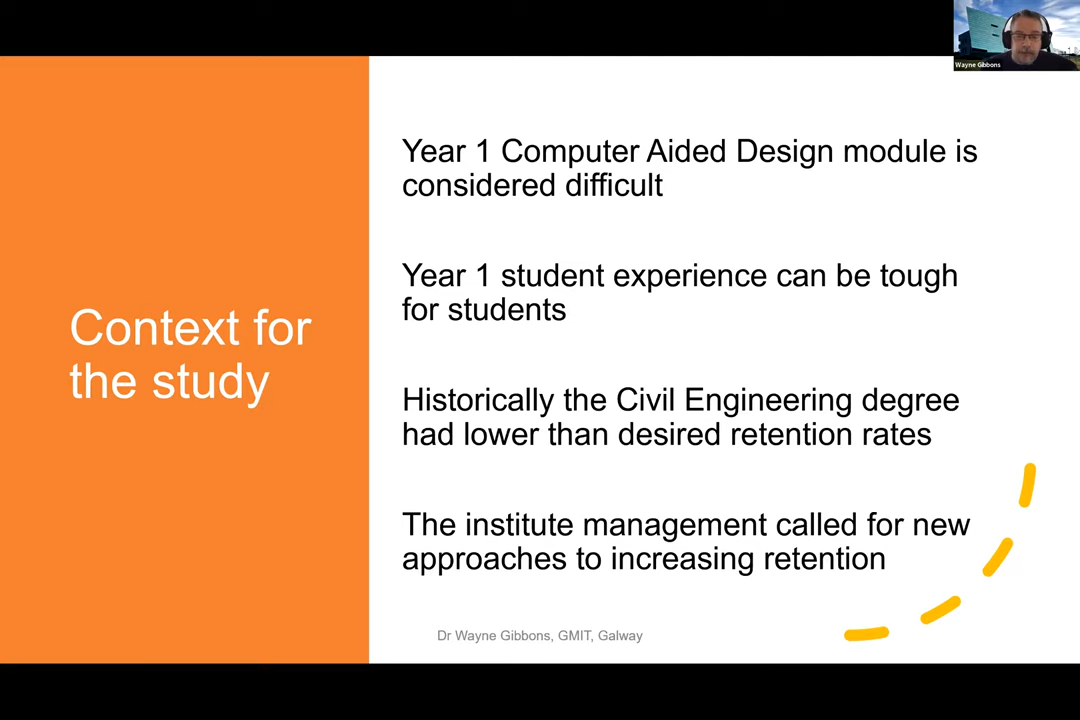 Wayne Gibbons
Context for
the study
Year 1 Computer Aided Design module is
considered difficult
Year 1 student experience can be tough
for students
Historically the Civil Engineering degree
had lower than desired retention rates
The institute management called for new
approaches to increasing retention
Dr Wayne Gibbons, GMIT, Galway